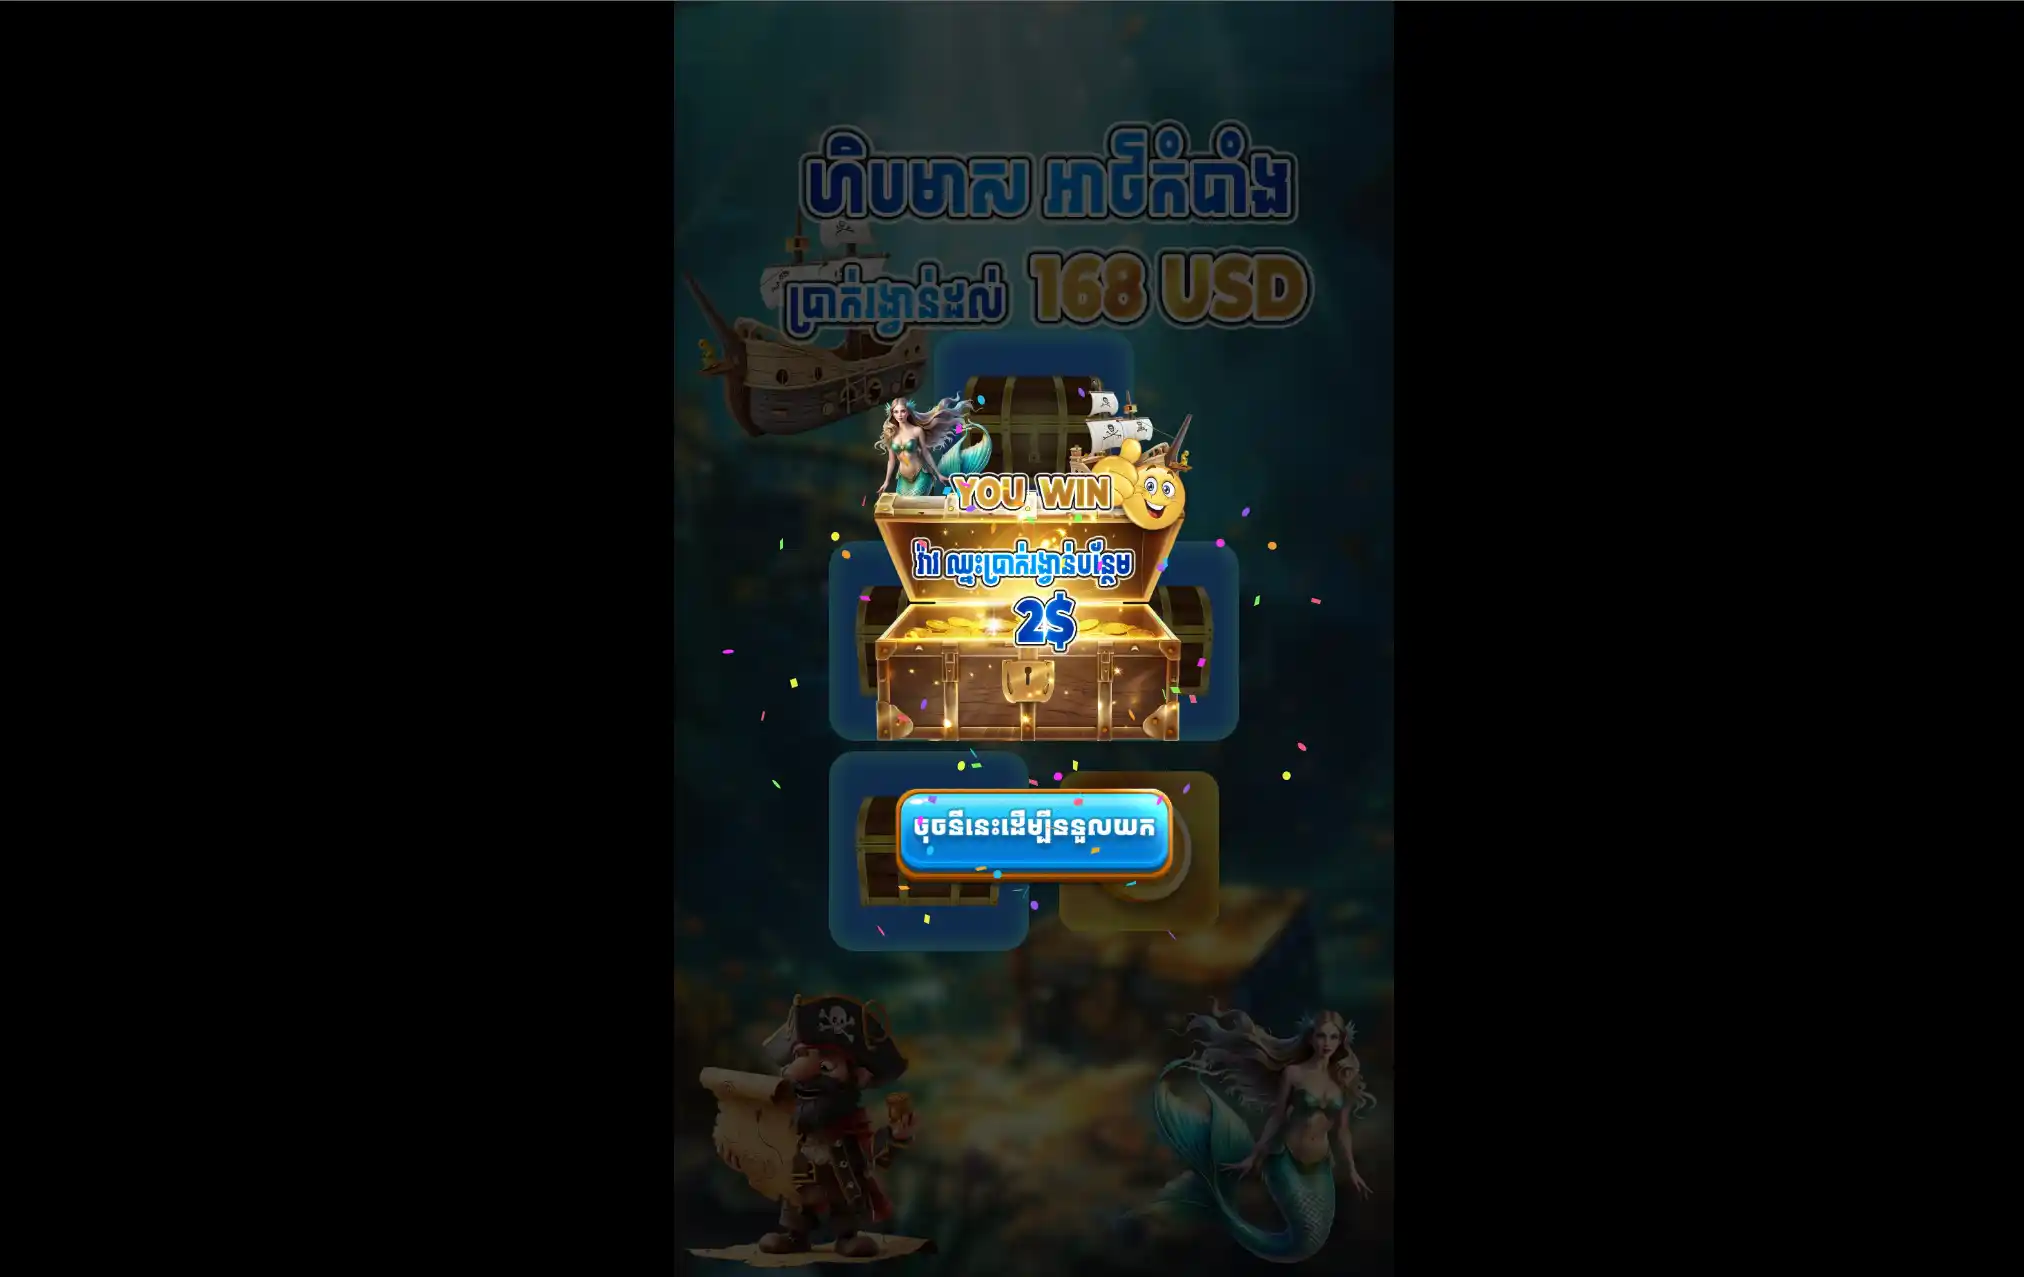 ហិបមាស អាថ៌កំបាំង
ប្រាក់រង្វាន់ដល់ 168 USD
YOU WIN
វ៉ាវ ឈ្នះប្រាក់រង្វាន់បន្ថែម
2$
ចុចទីនេះដើម្បីទទួលយក